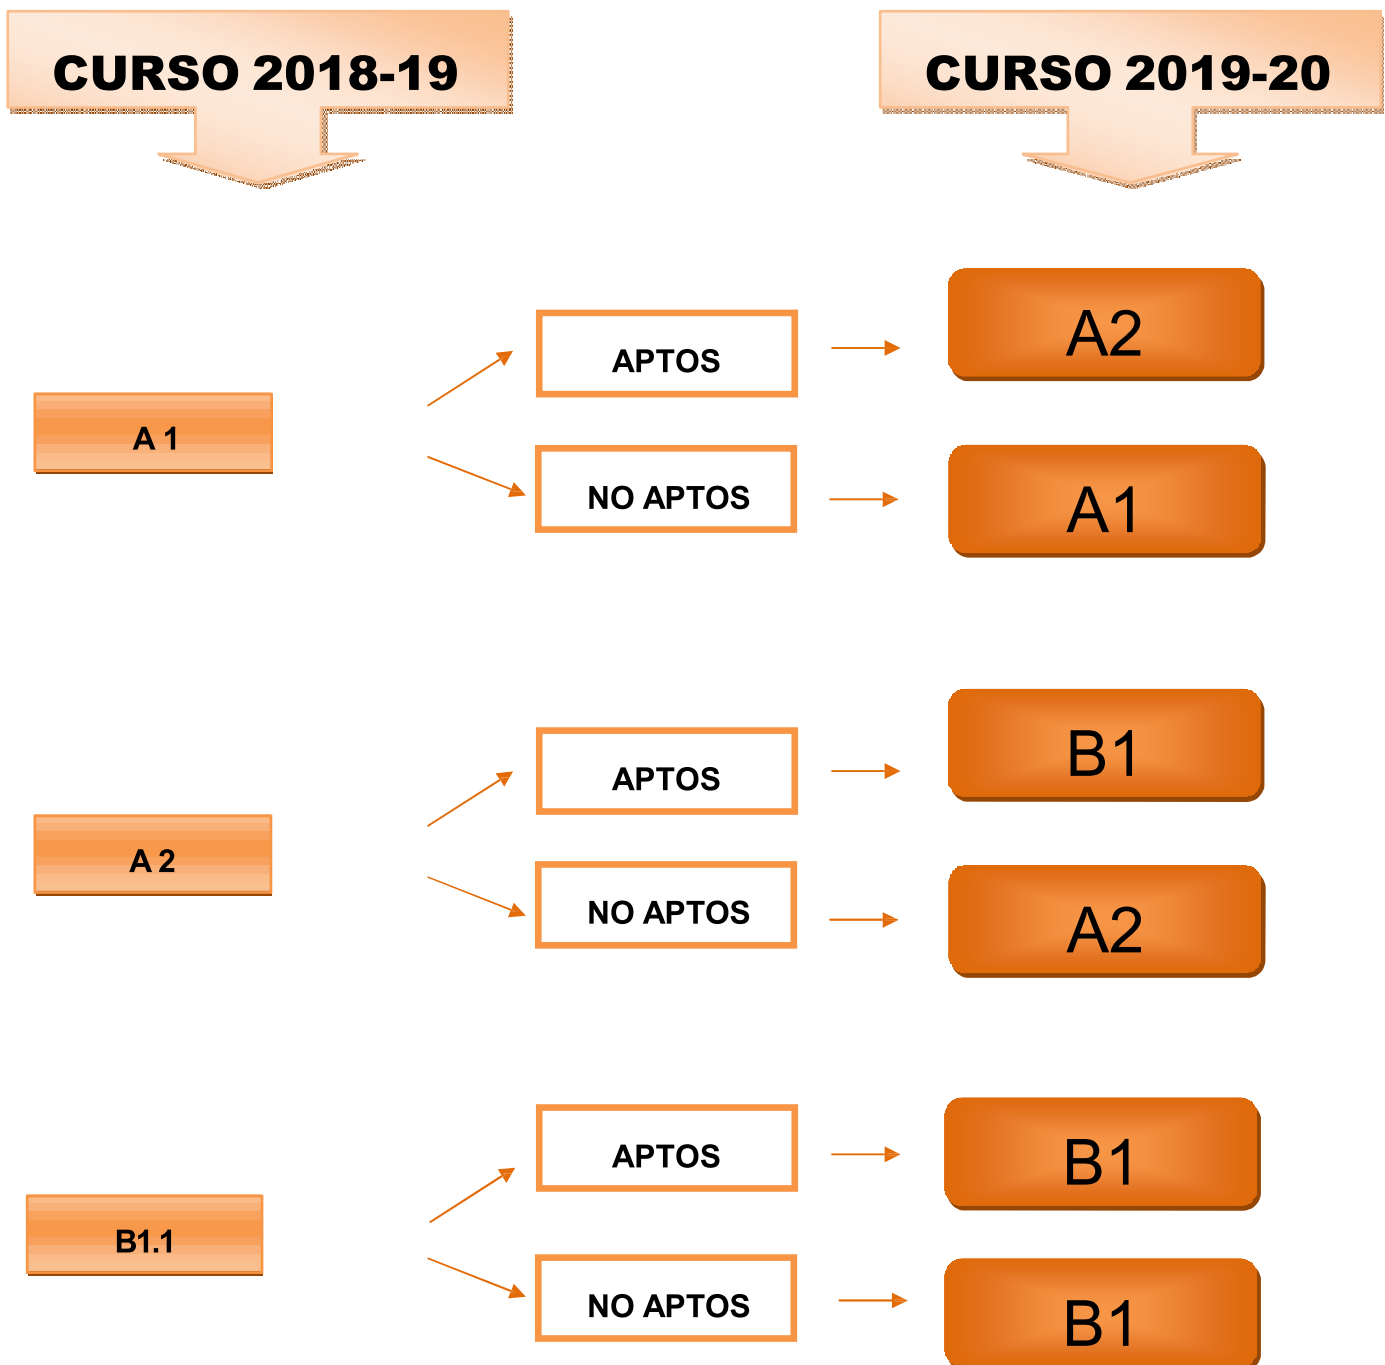 CURSO 2018-19
CURSO 2019-20
A 1
APTOS
A2
NO APTOS
A1
A 2
APTOS
B1
NO APTOS
A2
B1.1
APTOS
B1
NO APTOS
B1